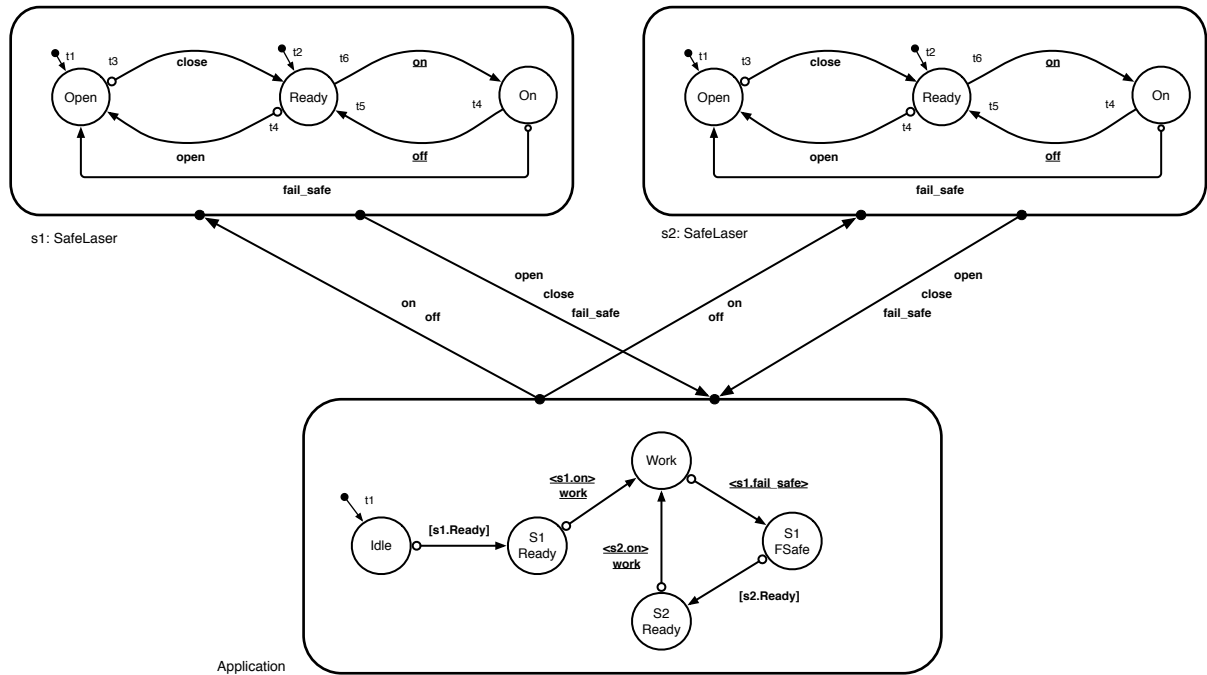 t1
t3
close
t2
t6
on
Open
Ready
On
t4
t5
t4
open
off
fail_safe
s1: SafeLaser
t1
t3
close
t2
t6
on
Open
Ready
On
t4
t5
t4
open
off
fail_safe
s2: SafeLaser
on
off
open
close
fail_safe
on
off
open
close
fail_safe
t1
Idle
[s1.Ready]
S1
Ready
<s1.on>
work
Work
<s1.fail_safe>
S1
FSafe
[s2.Ready]
<s2.on>
work
S2
Ready
Application